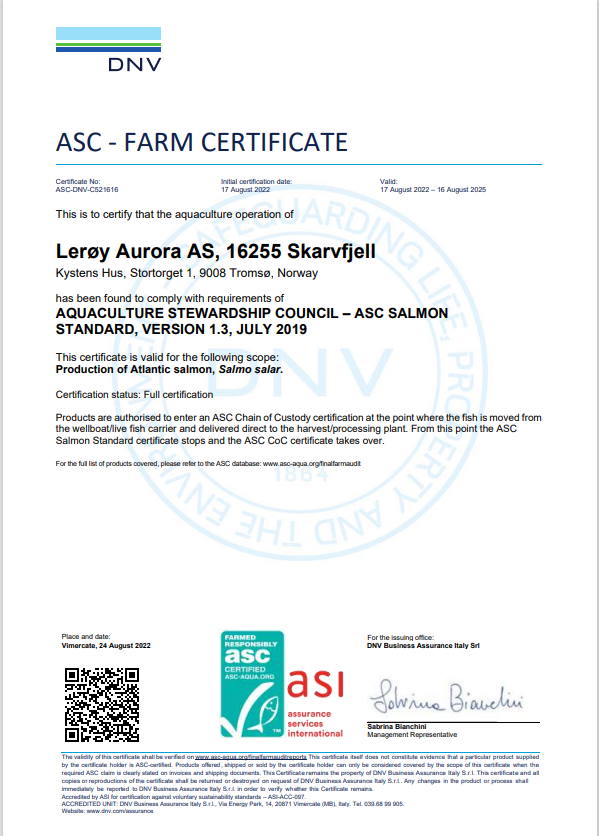 DNV
ASC - FARM CERTIFICATE
Certificate No:
ASC-DNV-C521616
Initial certification date:
17 August 2022
Valid:
17 August 2022 – 16 August 2025
This is to certify that the aquaculture operation of
Lerøy Aurora AS, 16255 Skarvfjell
Kystens Hus, Stortorget 1, 9008 Tromsø, Norway
has been found to comply with requirements of
AQUACULTURE STEWARDSHIP COUNCIL – ASC SALMON
STANDARD, VERSION 1.3, JULY 2019
This certificate is valid for the following scope:
Production of Atlantic salmon, Salmo salar.
Certification status: Full certification
Products are authorised to enter an ASC Chain of Custody certification at the point where the fish is moved from
the wellboat/live fish carrier and delivered direct to the harvest/processing plant. From this point the ASC
Salmon Standard certificate stops and the ASC CoC certificate takes over.
For the full list of products covered, please refer to the ASC database: www.asc-aqua.org/finalfarmaudit
SAFEGUARDING LIFE, PROPERTY AND THE ENVIRONMENT
DNV
1864
Place and date:
Vimercate, 24 August 2022
FARMED
RESPONSIBLY
asc
CERTIFIED
ASC-AQUA.ORG
TM
asi
assurance
services
international
For the issuing office:
DNV Business Assurance Italy Srl
Sabrina Bianchini
Sabrina Bianchini
Management Representative
The validity of this certificate shall be verified on www.asc-aqua.org/finalfarmauditreports This certificate itself does not constitute evidence that a particular product supplied
by the certificate holder is ASC-certified. Products offered, shipped or sold by the certificate holder can only be considered covered by the scope of this certificate when the
required ASC claim is clearly stated on invoices and shipping documents. This Certificate remains the property of DNV Business Assurance Italy S.r.l. This certificate and all
copies or reproductions of the certificate shall be returned or destroyed on request of DNV Business Assurance Italy S.r.l.. Any changes in the product or process shall
immediately be reported to DNV Business Assurance Italy S.r.l. in order to verify whether this Certificate remains.
Accredited by ASI for certification against voluntary sustainability standards – ASI-ACC-097.
ACCREDITED UNIT: DNV Business Assurance Italy S.r.l., Via Energy Park, 14, 20871 Vimercate (MB), Italy. Tel. 039.68 99 905.
Website: www.dnv.com/assurance